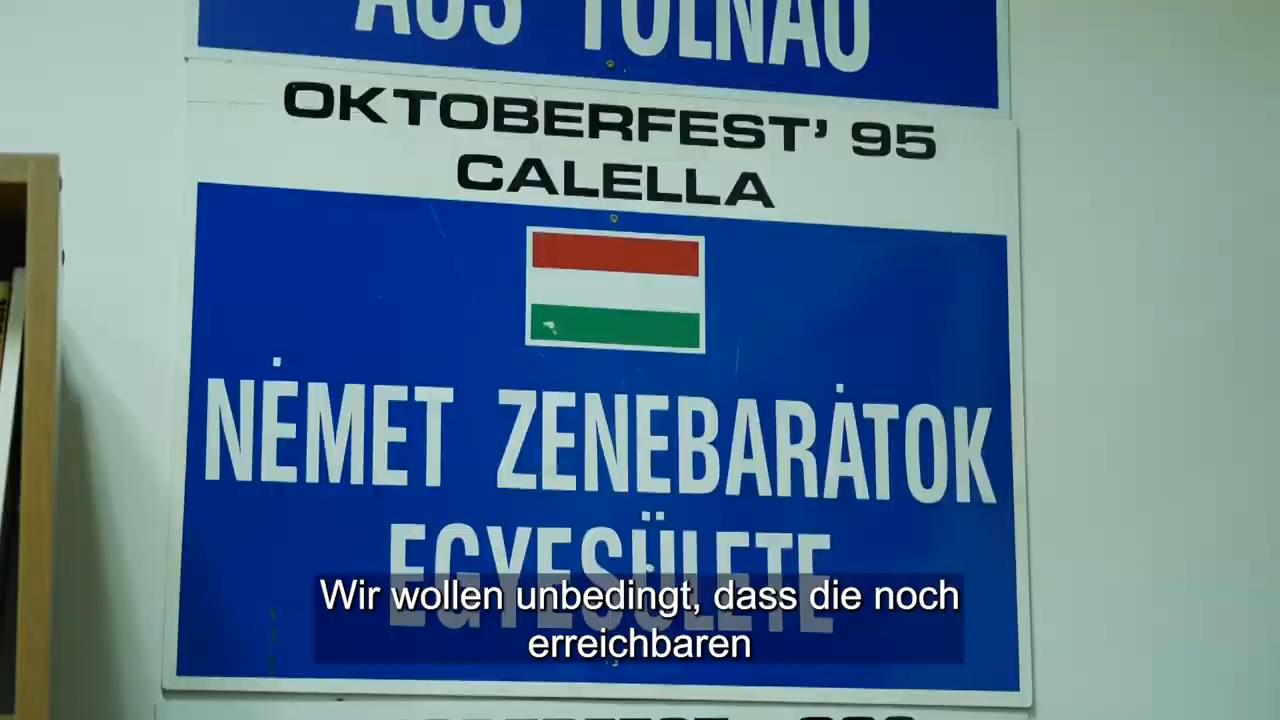 AUS TOLNAU
OKTOBERFEST' 95
CALELLA
NÉMET ZENEBARÁTOK
EGYESÜLETE
Wir wollen unbedingt, dass die noch
erreichbaren